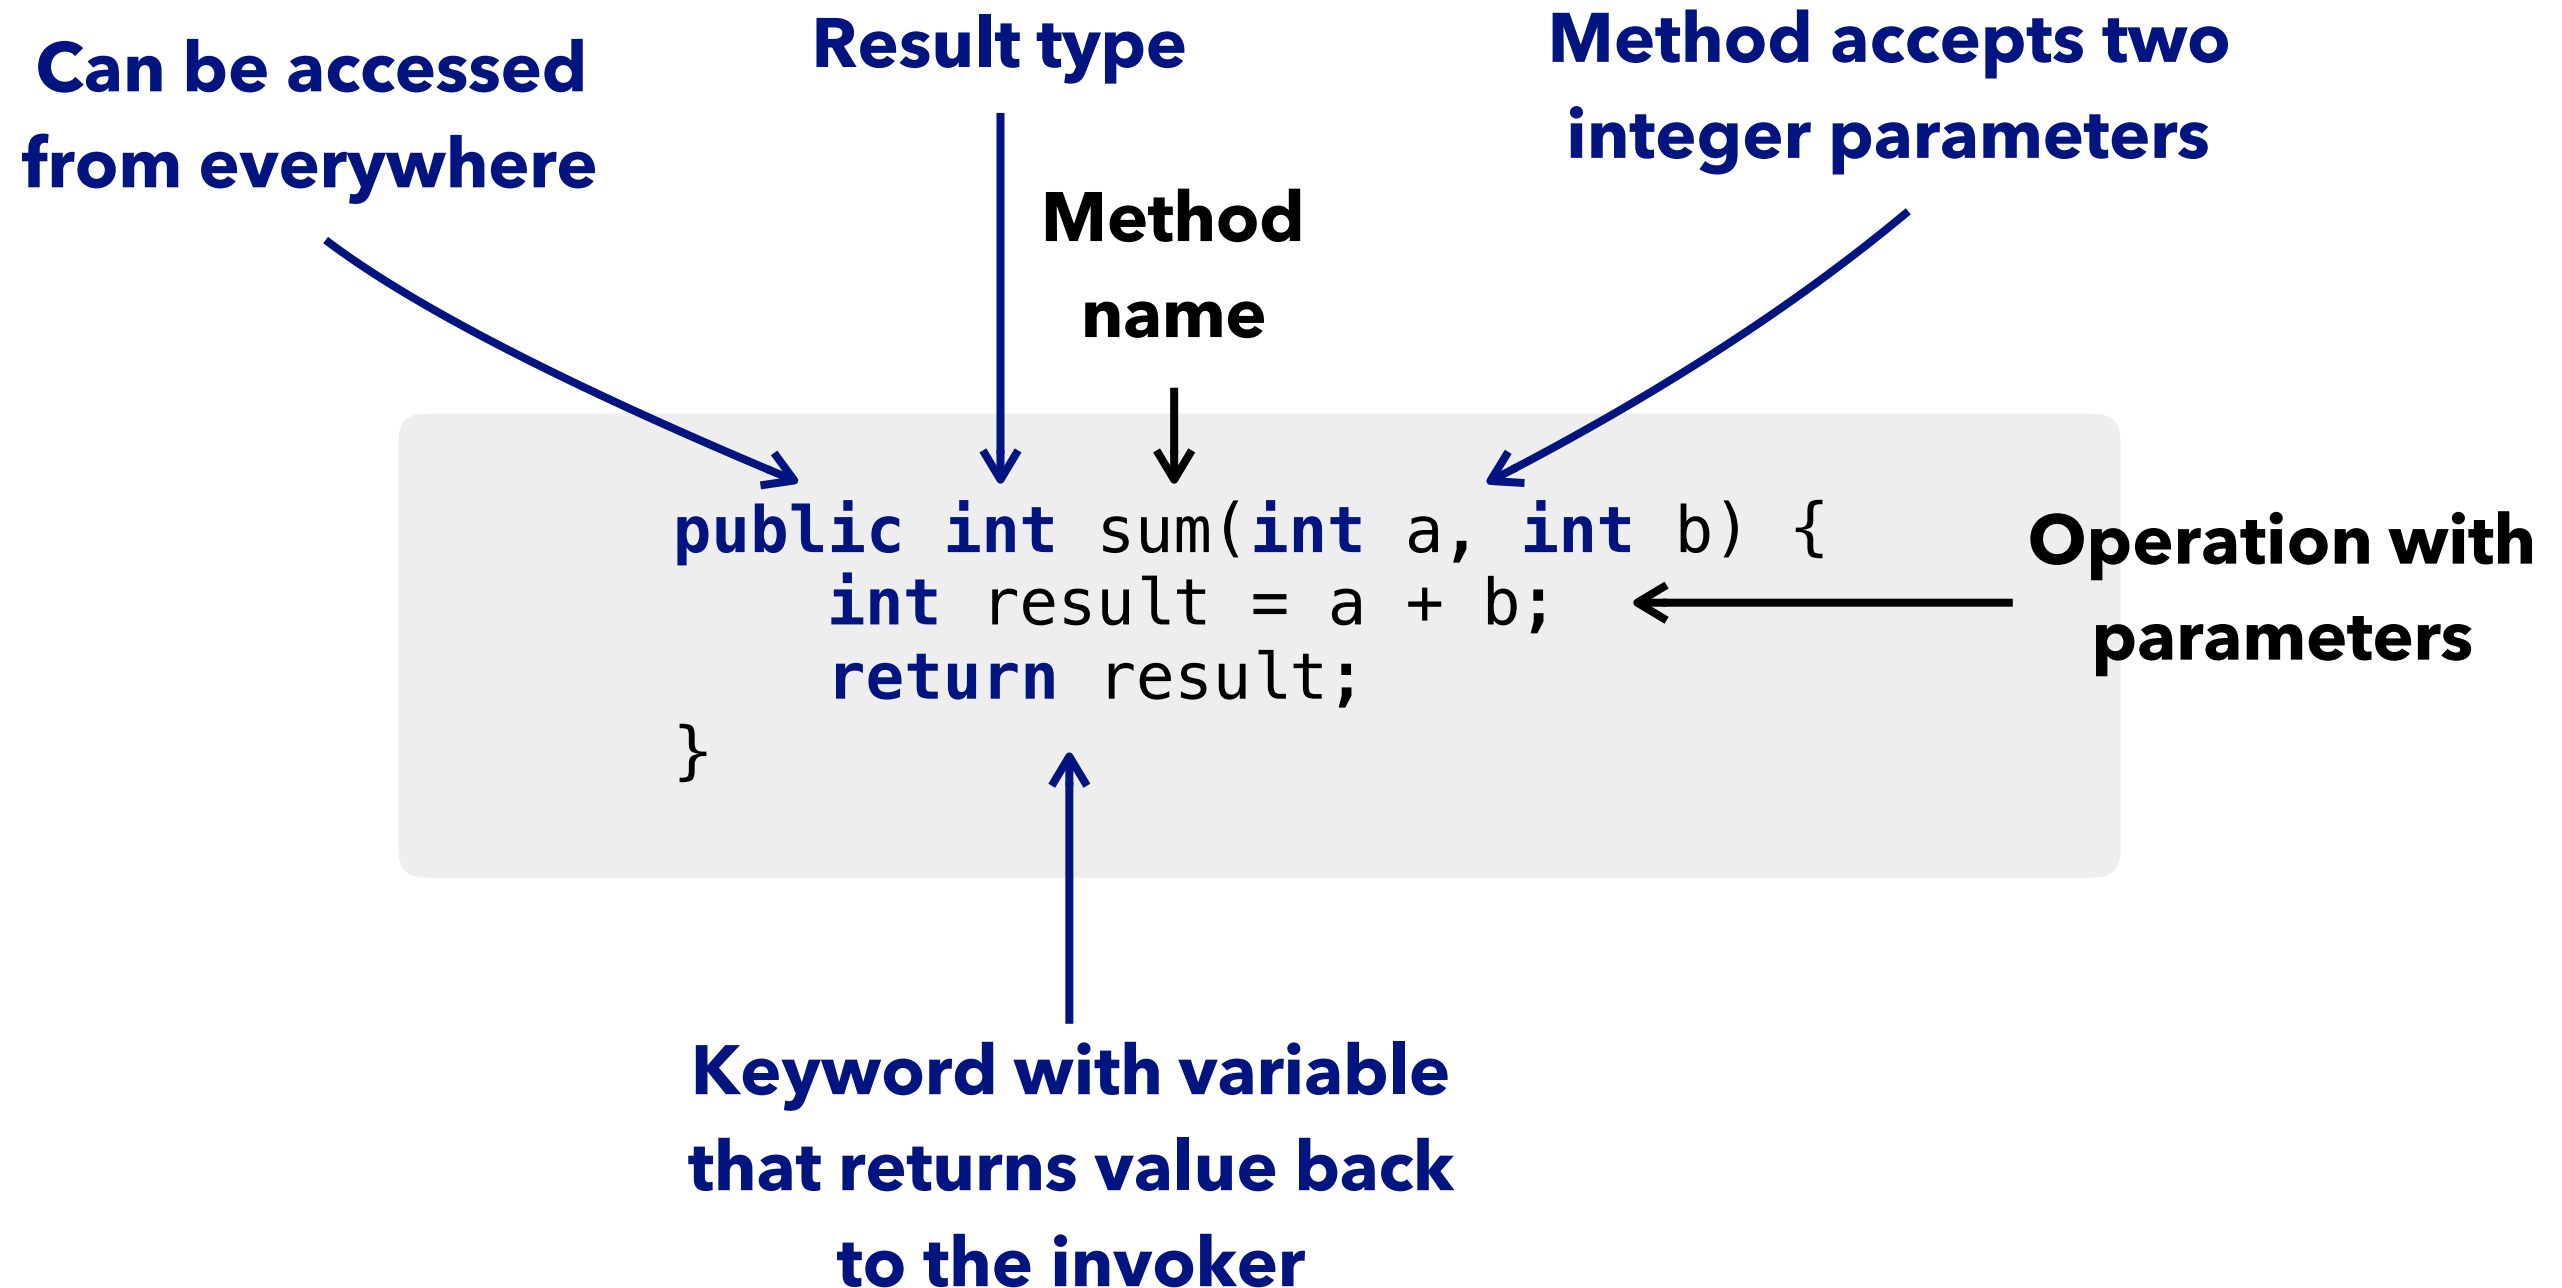 Can be accessed
from everywhere
Result type
Method accepts two
integer parameters
Method
name
public int sum(int a, int b) {
    int result = a + b;
    return result;
}
Operation with
parameters
Keyword with variable
that returns value back
to the invoker